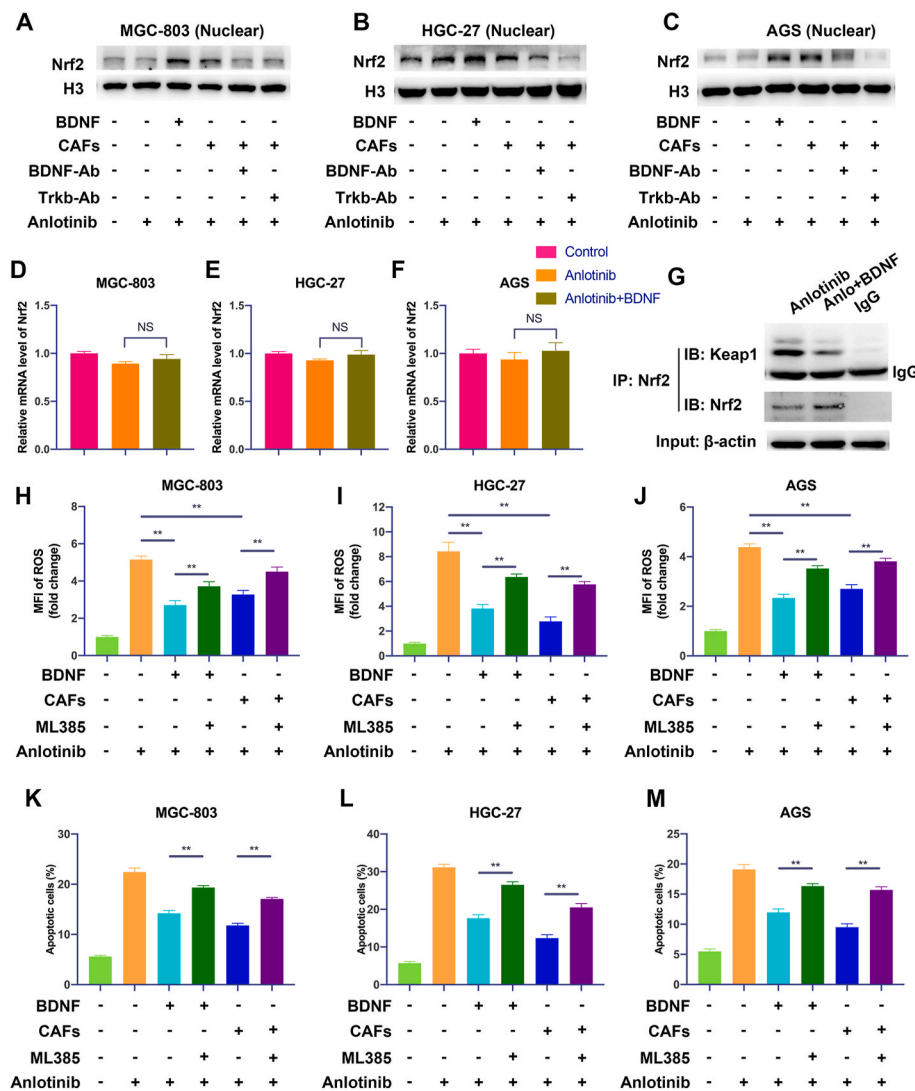 A MGC-803 (Nuclear)
Nrf2
H3
BDNF - - + - - -
CAFs - - - + + +
BDNF-Ab - - - - + -
Trkb-Ab - - - - - +
Anlotinib - + + + + +
B HGC-27 (Nuclear)
Nrf2
H3
BDNF - - + - - -
CAFs - - - + + +
BDNF-Ab - - - - + -
Trkb-Ab - - - - - +
Anlotinib - + + + + +
C AGS (Nuclear)
Nrf2
H3
BDNF - - + - - -
CAFs - - - + + +
BDNF-Ab - - - - + -
Trkb-Ab - - - - - +
Anlotinib - + + + + +
Control
Anlotinib
Anlotinib+BDNF
D MGC-803
Relative mRNA level of Nrf2
1.5
1.0
0.5
0.0
NS
E HGC-27
Relative mRNA level of Nrf2
1.5
1.0
0.5
0.0
NS
F AGS
Relative mRNA level of Nrf2
1.5
1.0
0.5
0.0
NS
G
Anlotinib
Anlo+BDNF
IgG
IP: Nrf2
IB: Keap1
IgG
IB: Nrf2
Input: β-actin
H MGC-803
MFI of ROS
(fold change)
8
6
4
2
0
** ** ** **
BDNF - - + + - -
CAFs - - - - + +
ML385 - - - + - +
Anlotinib - + + + + +
I HGC-27
MFI of ROS
(fold change)
12
10
8
6
4
2
0
** ** ** **
BDNF - - + + - -
CAFs - - - - + +
ML385 - - - + - +
Anlotinib - + + + + +
J AGS
MFI of ROS
(fold change)
6
4
2
0
** ** ** **
BDNF - - + + - -
CAFs - - - - + +
ML385 - - - + - +
Anlotinib - + + + + +
K MGC-803
Apoptotic cells (%)
30
20
10
0
** **
BDNF - - + + - -
CAFs - - - - + +
ML385 - - - + - +
Anlotinib - + + + + +
L HGC-27
Apoptotic cells (%)
40
30
20
10
0
** **
BDNF - - + + - -
CAFs - - - - + +
ML385 - - - + - +
Anlotinib - + + + + +
M AGS
Apoptotic cells (%)
25
20
15
10
5
0
** **
BDNF - - + + - -
CAFs - - - - + +
ML385 - - - + - +
Anlotinib - + + + + +